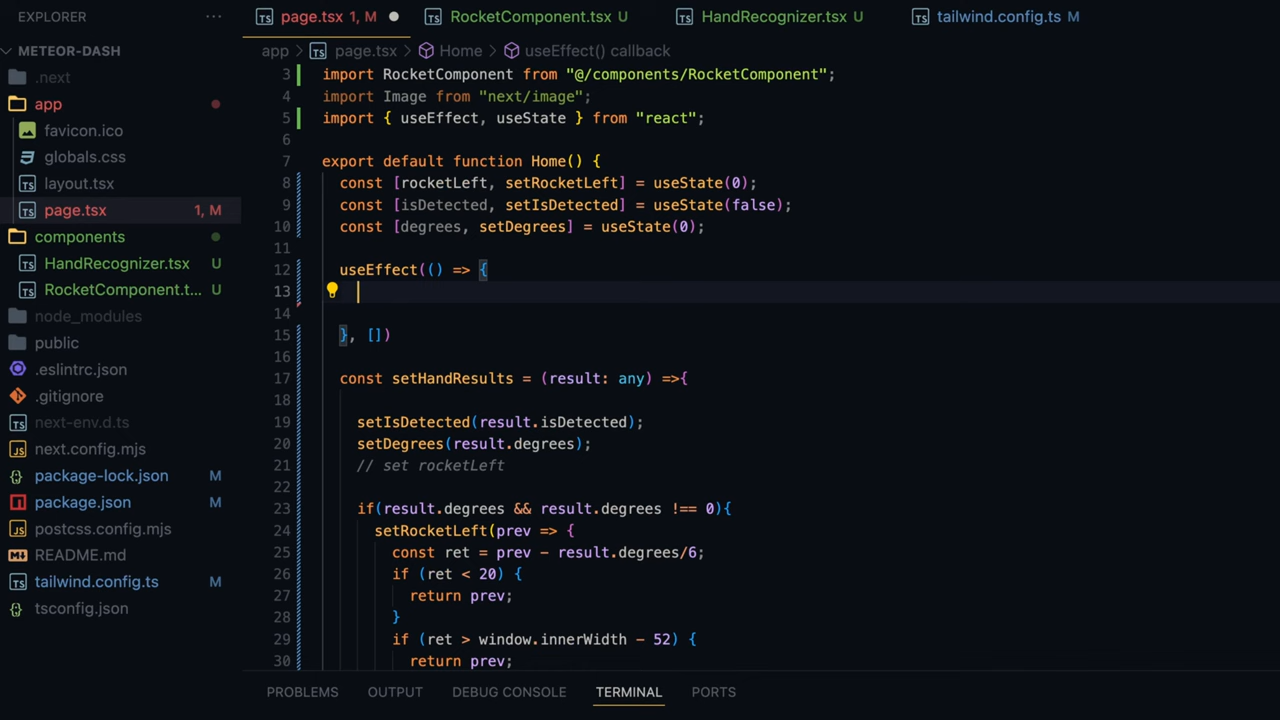 EXPLORER ...
METEOR-DASH
.next
app
favicon.ico
globals.css
layout.tsx
page.tsx 1, M
components
HandRecognizer.tsx U
RocketComponent.t... U
node_modules
public
.eslintrc.json
.gitignore
next-env.d.ts
next.config.mjs
package-lock.json M
package.json M
postcss.config.mjs
README.md
tailwind.config.ts M
tsconfig.json
page.tsx 1, M
RocketComponent.tsx U
HandRecognizer.tsx U
tailwind.config.ts M
app > page.tsx > Home > useEffect() callback
3 import RocketComponent from "@/components/RocketComponent";
4 import Image from "next/image";
5 import { useEffect, useState } from "react";
6
7 export default function Home() {
8 const [rocketLeft, setRocketLeft] = useState(0);
9 const [isDetected, setIsDetected] = useState(false);
10 const [degrees, setDegrees] = useState(0);
11
12 useEffect(() => {
13
14
15 }, [])
16
17 const setHandResults = (result: any) =>{
18
19 setIsDetected(result.isDetected);
20 setDegrees(result.degrees);
21 // set rocketLeft
22
23 if(result.degrees && result.degrees !== 0){
24 setRocketLeft(prev => {
25 const ret = prev - result.degrees/6;
26 if (ret < 20) {
27 return prev;
28 }
29 if (ret > window.innerWidth - 52) {
30 return prev;
PROBLEMS OUTPUT DEBUG CONSOLE TERMINAL PORTS